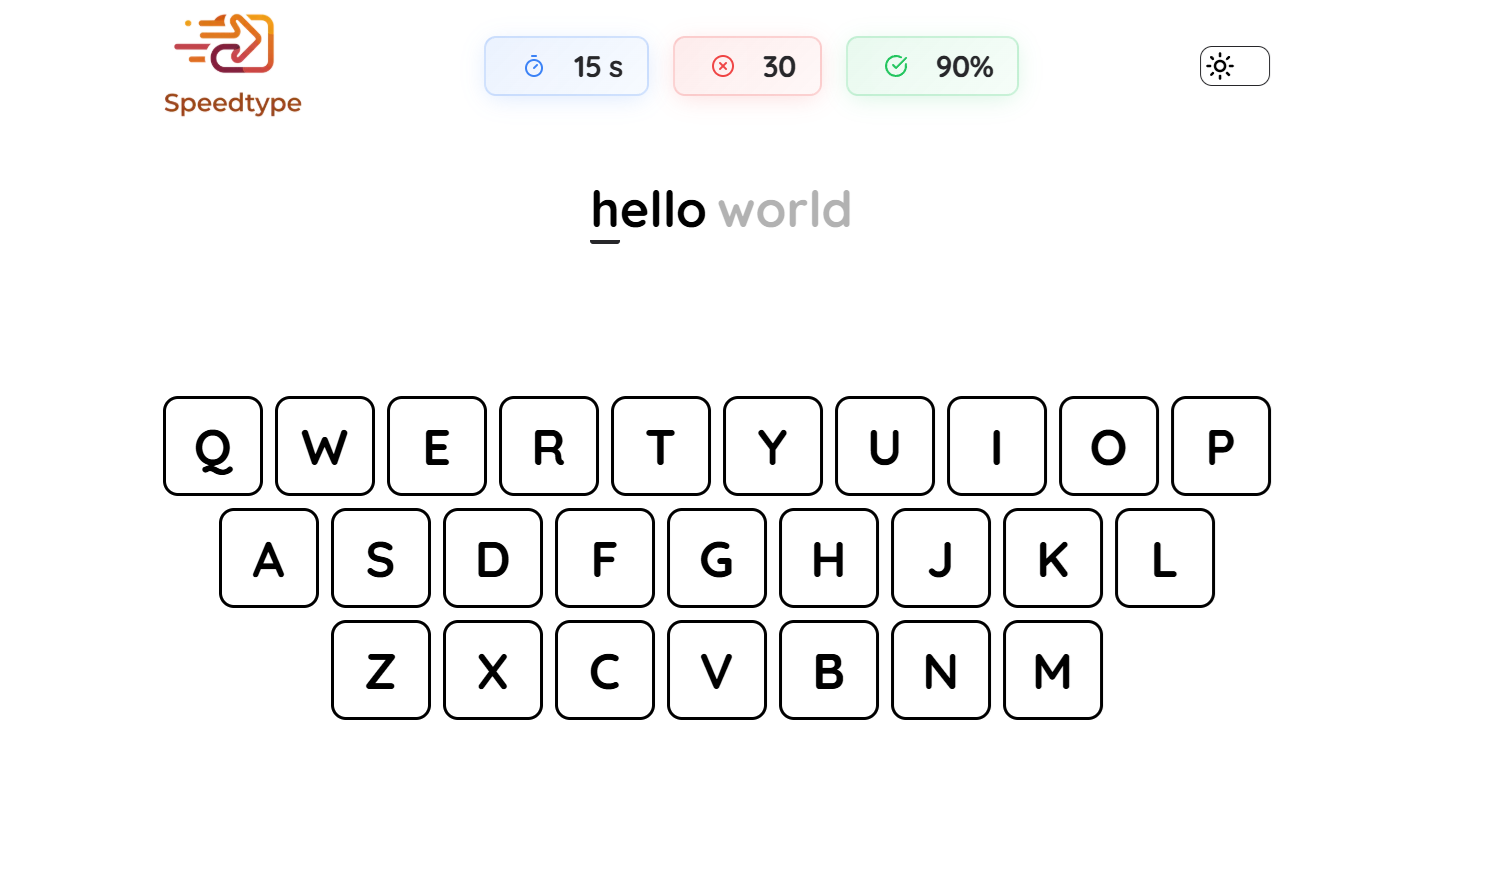 15 s 30 90%
Speedtype
hello world
Q W E R T Y U I O P
A S D F G H J K L
Z X C V B N M